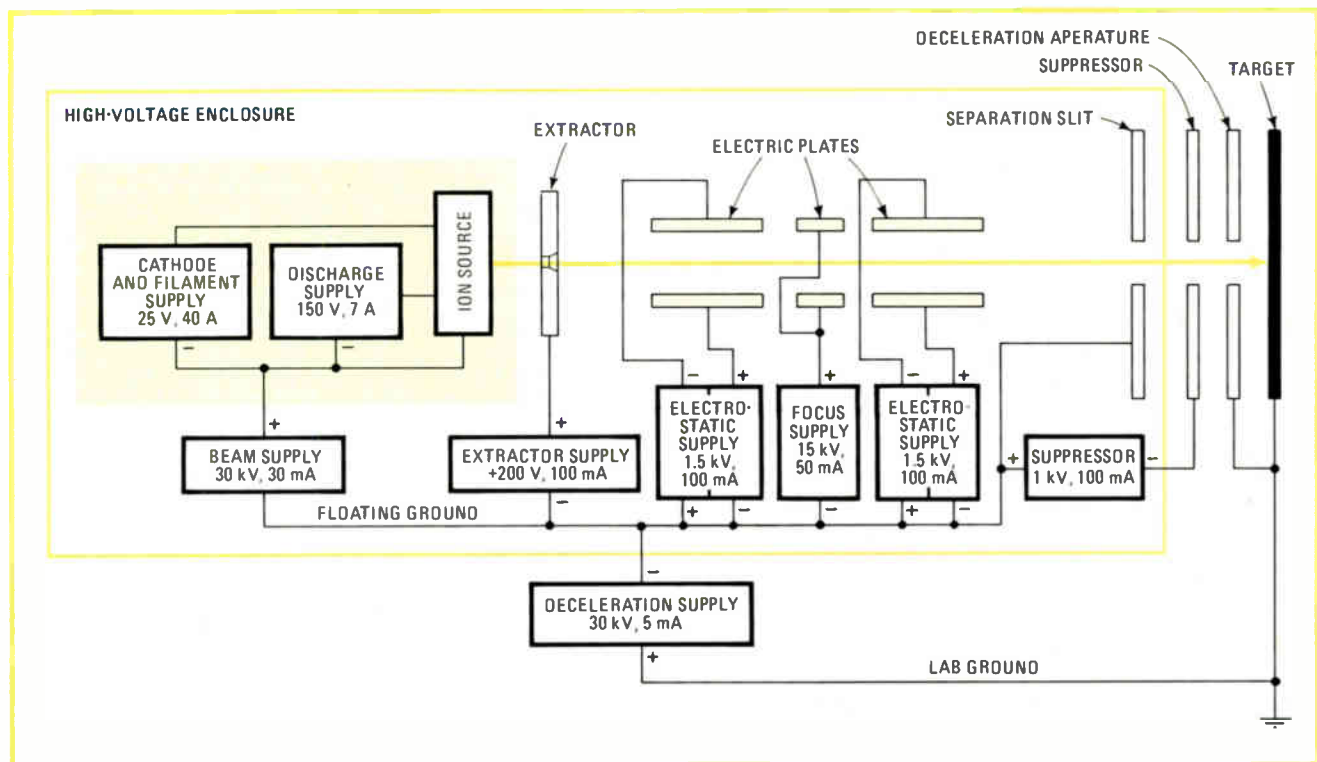 DECELERATION APERATURE
SUPPRESSOR
TARGET
HIGH-VOLTAGE ENCLOSURE
SEPARATION SLIT
EXTRACTOR
ELECTRIC PLATES
ION SOURCE
CATHODE
AND FILAMENT
SUPPLY
25 V, 40 A
DISCHARGE
SUPPLY
150 V, 7 A
−
−
+
+
−
+
+
−
+
BEAM SUPPLY
30 kV, 30 mA
EXTRACTOR SUPPLY
+200 V, 100 mA
ELECTRO-
STATIC
SUPPLY
1.5 kV,
100 mA
FOCUS
SUPPLY
15 kV,
50 mA
ELECTRO-
STATIC
SUPPLY
1.5 kV,
100 mA
+
SUPPRESSOR
1 kV, 100 mA
−
−
+
−
−
+
−
FLOATING GROUND
−
DECELERATION SUPPLY
30 kV, 5 mA
+
LAB GROUND